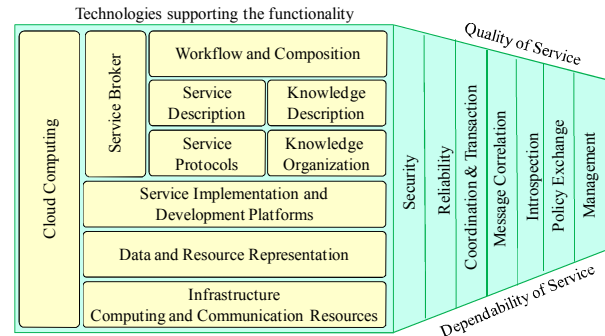 Technologies supporting the functionality
Quality of Service
Cloud Computing
Service Broker
Workflow and Composition
Service
Description
Knowledge
Description
Service
Protocols
Knowledge
Organization
Service Implementation and
Development Platforms
Data and Resource Representation
Infrastructure
Computing and Communication Resources
Security
Reliability
Coordination & Transaction
Message Correlation
Introspection
Policy Exchange
Management
Dependability of Service